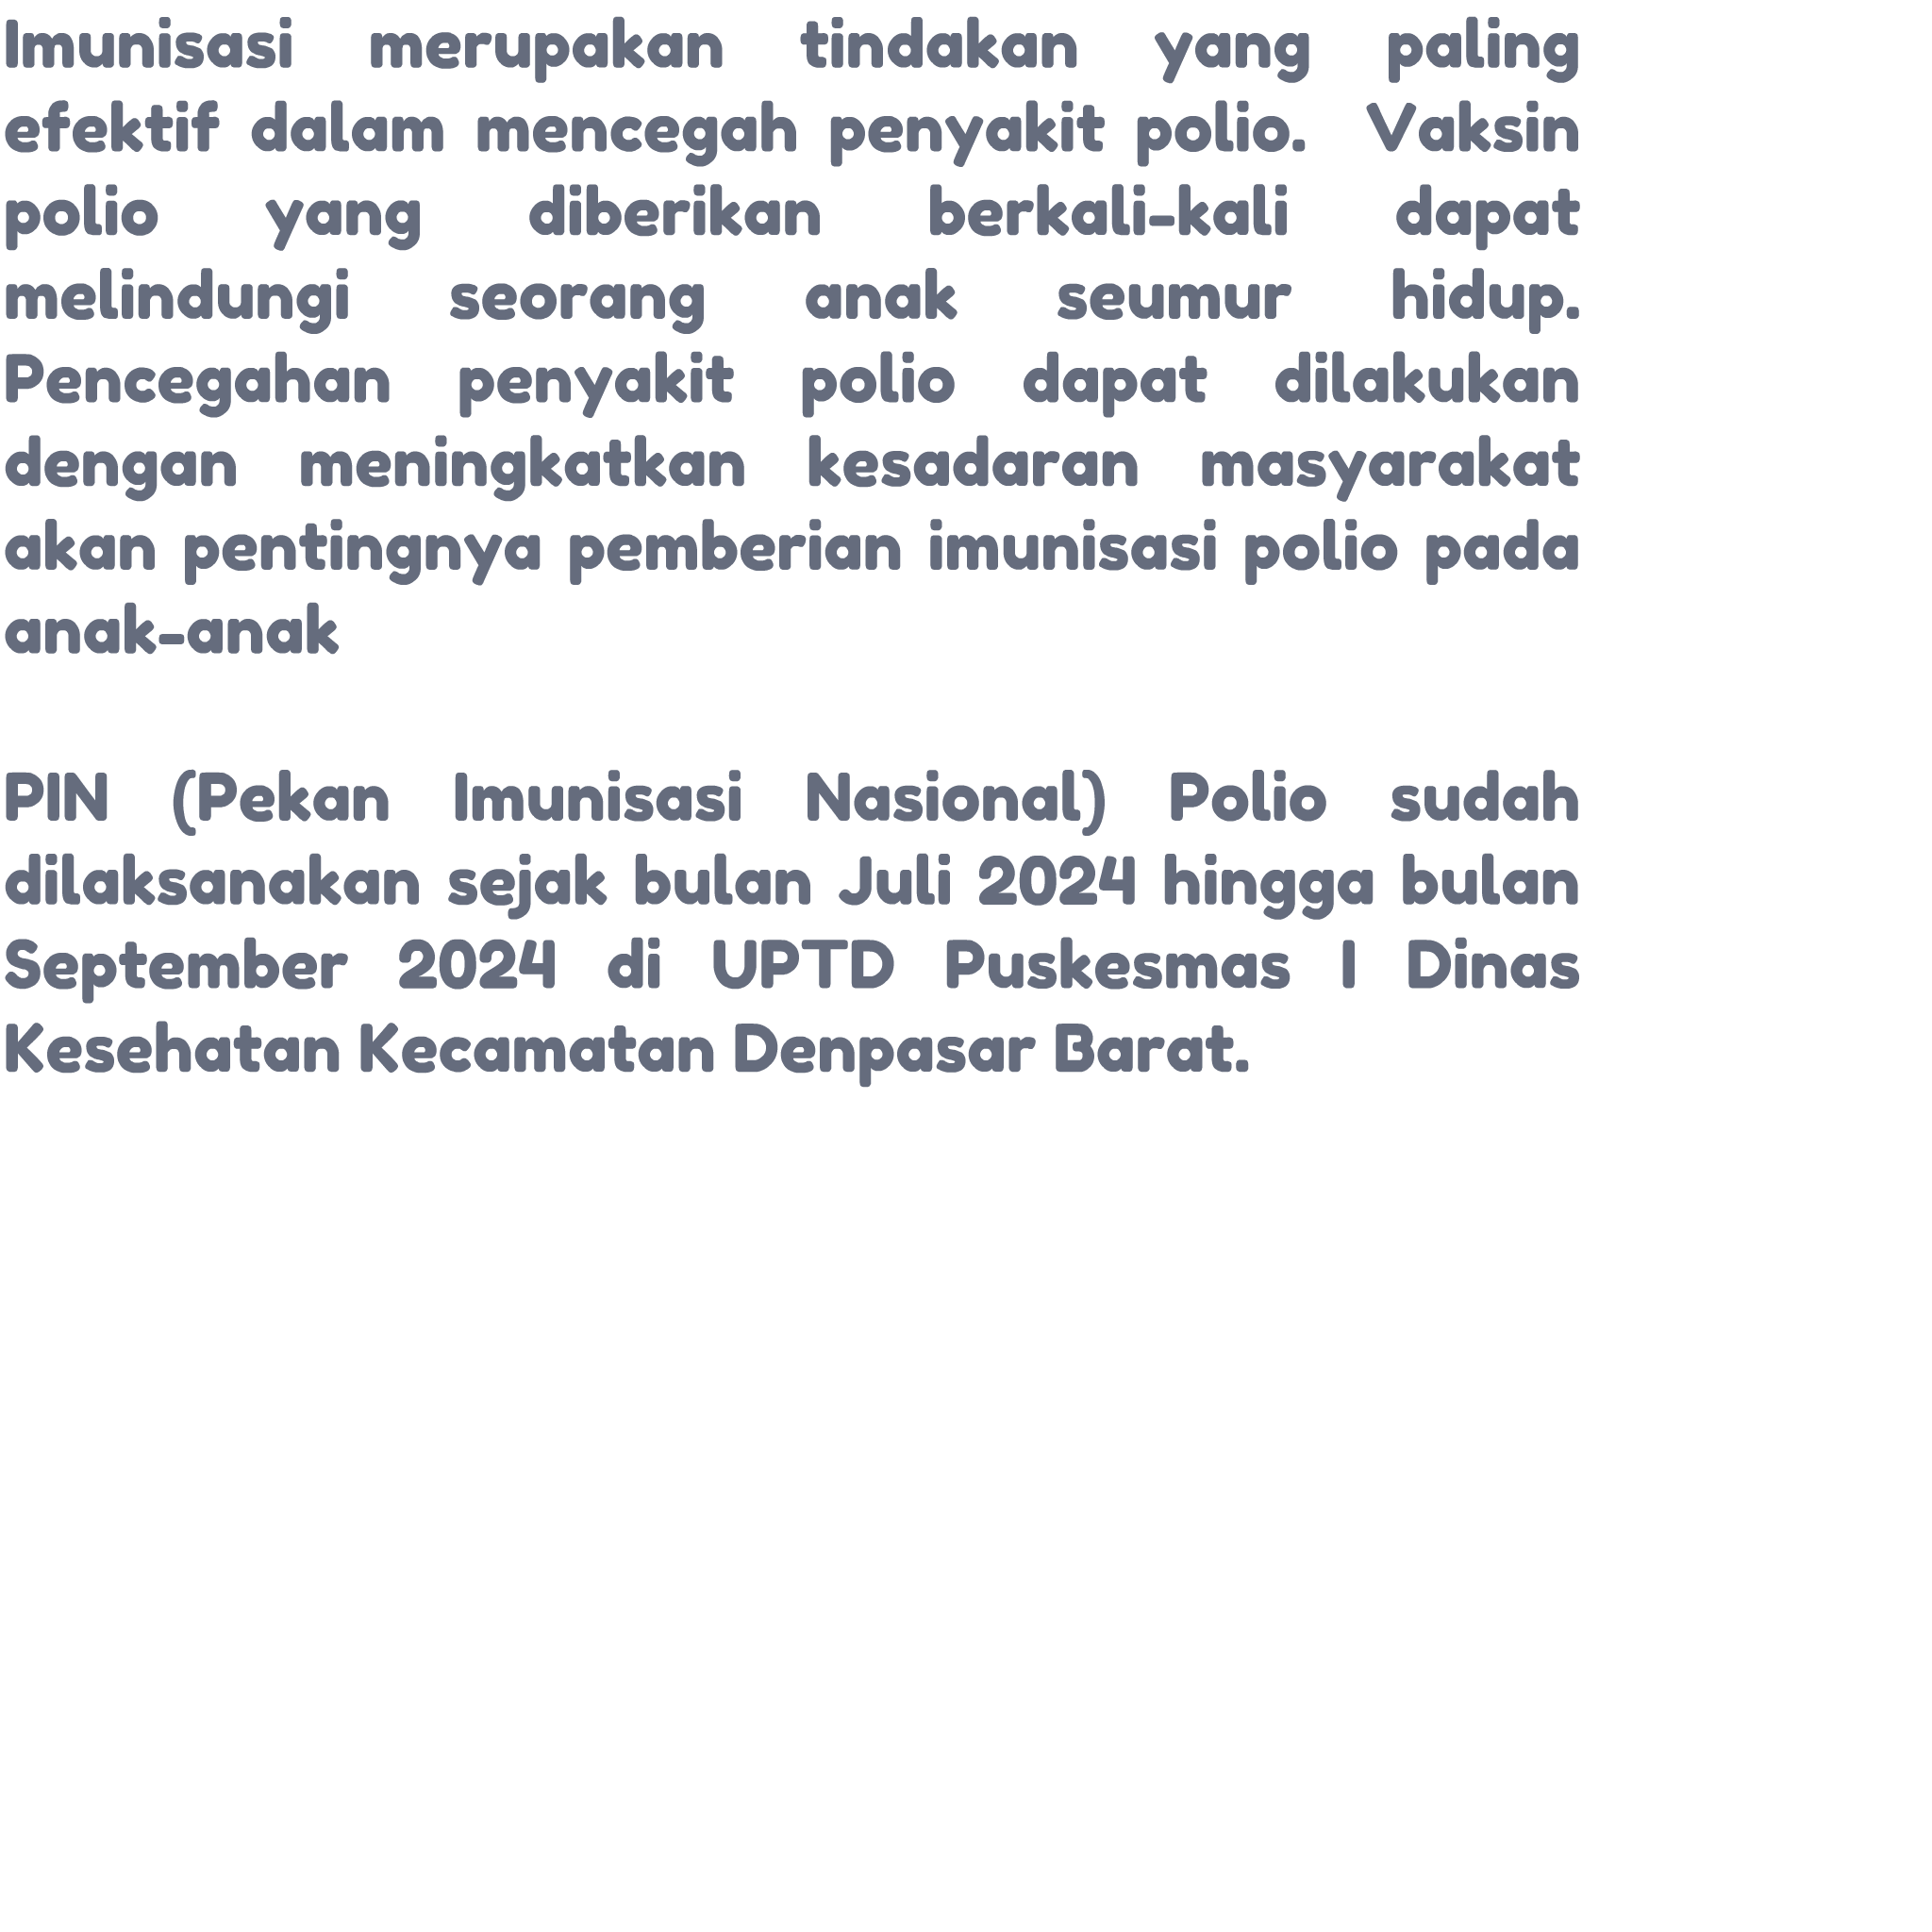 Imunisasi merupakan tindakan yang paling
efektif dalam mencegah penyakit polio. Vaksin
polio yang diberikan berkali-kali dapat
melindungi seorang anak seumur hidup.
Pencegahan penyakit polio dapat dilakukan
dengan meningkatkan kesadaran masyarakat
akan pentingnya pemberian imunisasi polio pada
anak-anak
PIN (Pekan Imunisasi Nasional) Polio sudah
dilaksanakan sejak bulan Juli 2024 hingga bulan
September 2024 di UPTD Puskesmas I Dinas
Kesehatan Kecamatan Denpasar Barat.